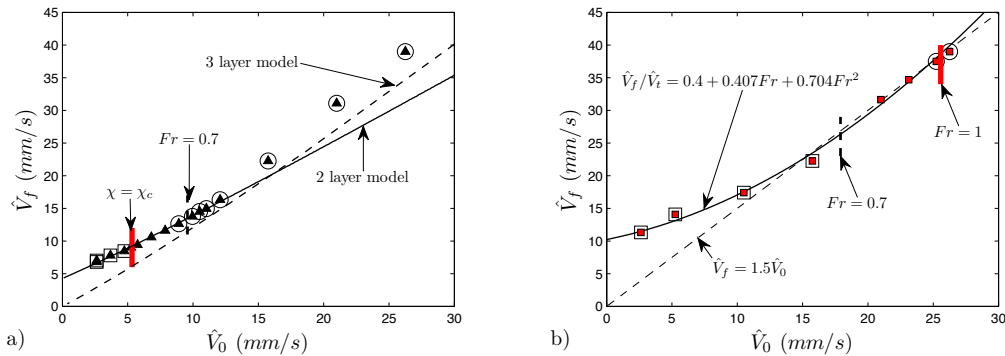 45
40
35
30
25
20
15
10
5
0
0 5 10 15 20 25 30
V̂_f (mm/s)
V̂_0 (mm/s)
3 layer model
Fr = 0.7
χ = χ_c
2 layer model
a)
45
40
35
30
25
20
15
10
5
0
0 5 10 15 20 25 30
V̂_f (mm/s)
V̂_0 (mm/s)
V̂_f/V̂_t = 0.4 + 0.407Fr + 0.704Fr²
Fr = 1
Fr = 0.7
V̂_f = 1.5V̂_0
b)